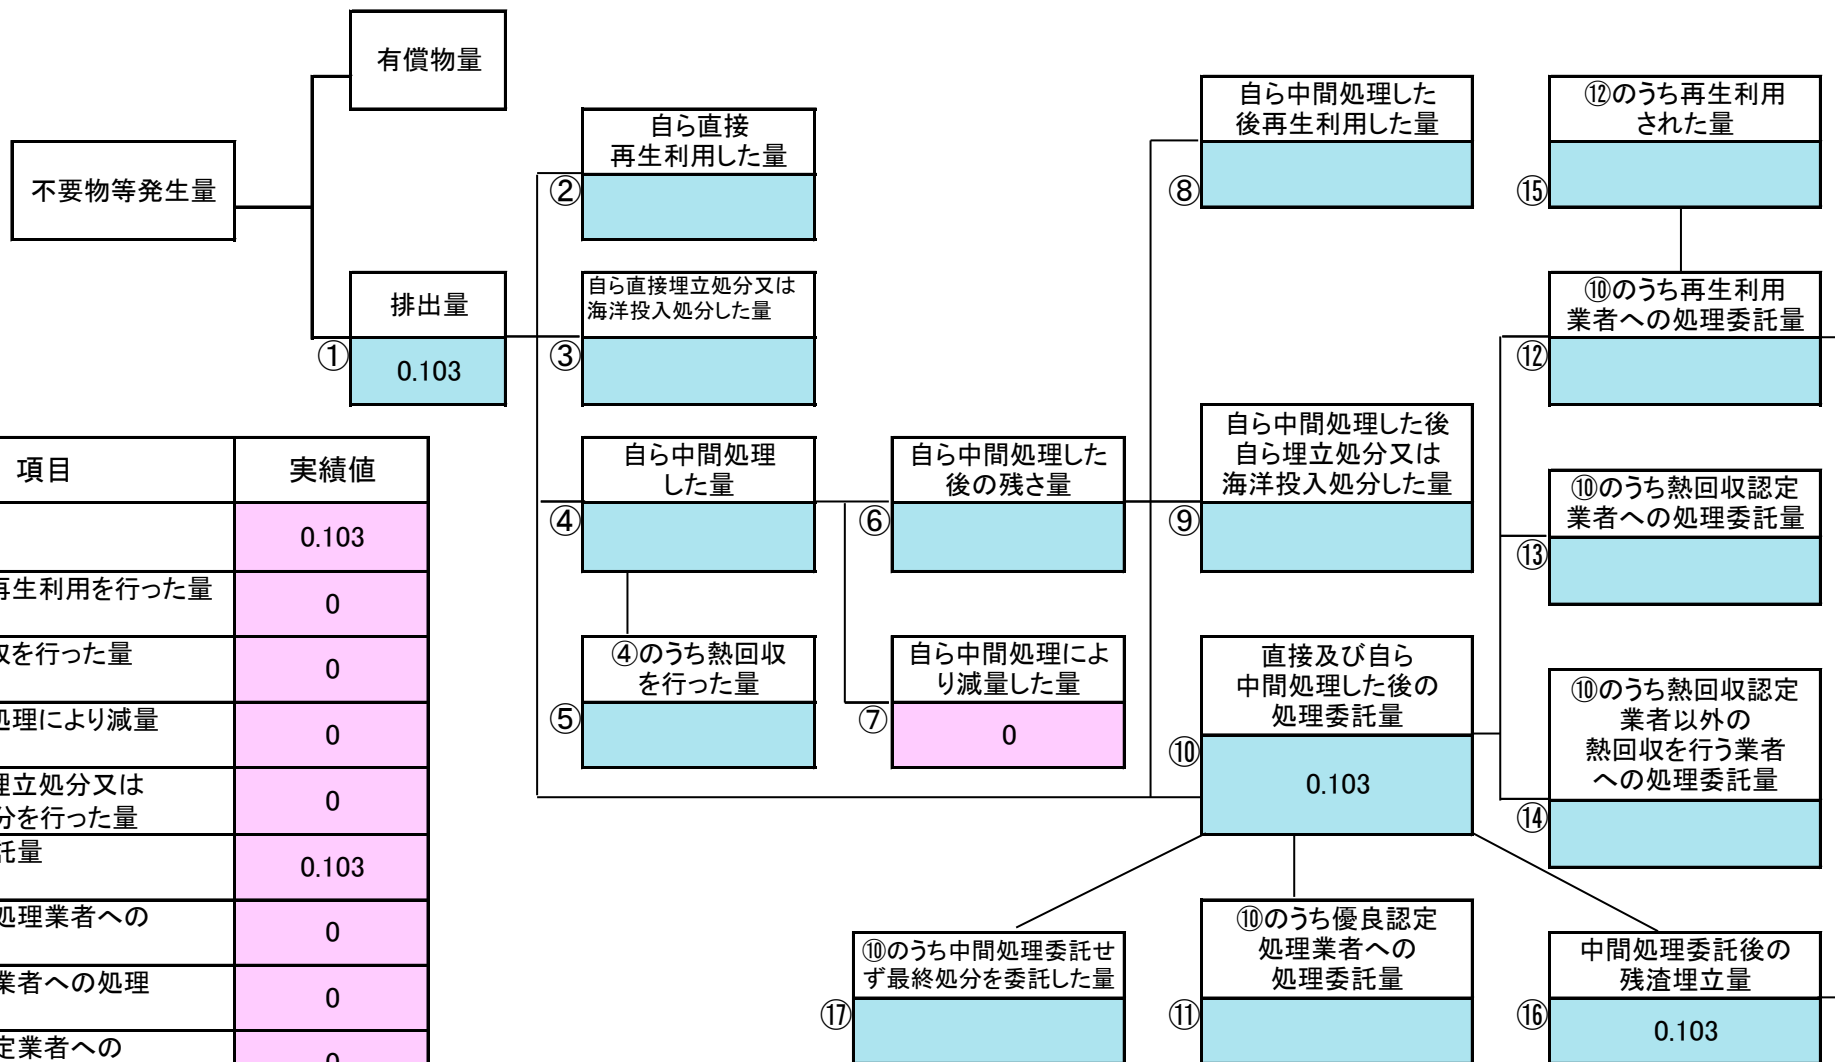 有償物量
不要物等発生量
排出量
①
0.103
自ら直接
再生利用した量
②
自ら直接埋立処分又は
海洋投入処分した量
③
自ら中間処理
した量
④
④のうち熱回収
を行った量
⑤
自ら中間処理した
後の残さ量
⑥
自ら中間処理によ
り減量した量
⑦
0
自ら中間処理した
後再生利用した量
⑧
自ら中間処理した後
自ら埋立処分又は
海洋投入処分した量
⑨
直接及び自ら
中間処理した後の
処理委託量
⑩
0.103
⑫のうち再生利用
された量
⑮
⑩のうち再生利用
業者への処理委託量
⑫
⑩のうち熱回収認定
業者への処理委託量
⑬
⑩のうち熱回収認定
業者以外の
熱回収を行う業者
への処理委託量
⑭
⑩のうち中間処理委託せ
ず最終処分を委託した量
⑰
⑩のうち優良認定
処理業者への
処理委託量
⑪
中間処理委託後の
残渣埋立量
⑯
0.103
項目 実績値
0.103
再生利用を行った量 0
を行った量 0
処理により減量 0
埋立処分又は
を行った量 0
託量 0.103
処理業者への 0
業者への処理 0
定業者への 0